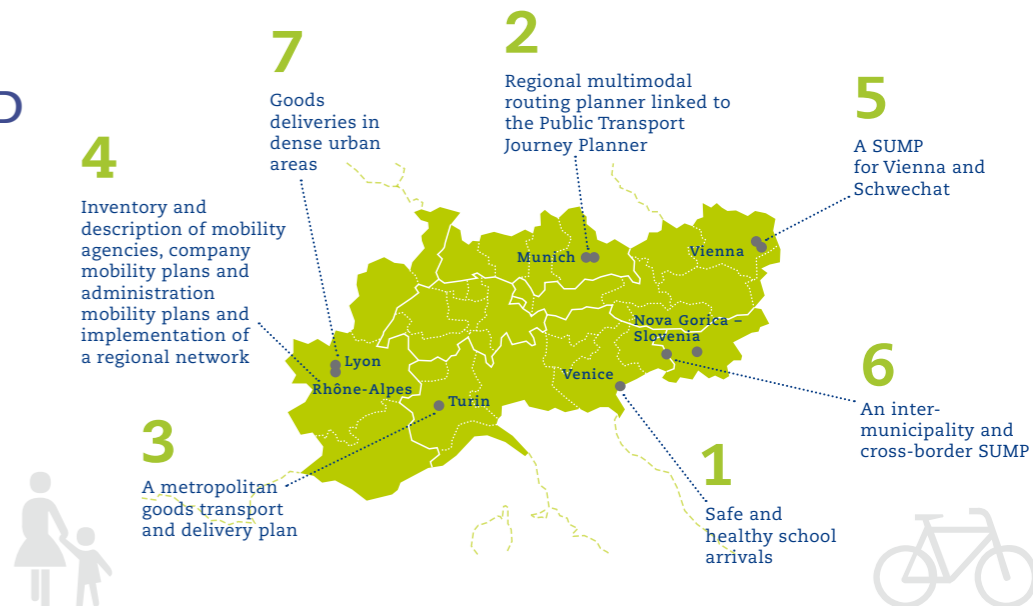 D
2
Regional multimodal
routing planner linked to
the Public Transport
Journey Planner
7
Goods
deliveries in
dense urban
areas
5
A SUMP
for Vienna and
Schwechat
4
Inventory and
description of mobility
agencies, company
mobility plans and
administration
mobility plans and
implementation of
a regional network
Munich
Vienna
Nova Gorica –
Slovenia
Lyon
Rhône-Alpes
Venice
Turin
6
An inter-
municipality and
cross-border SUMP
3
A metropolitan
goods transport
and delivery plan
1
Safe and
healthy school
arrivals